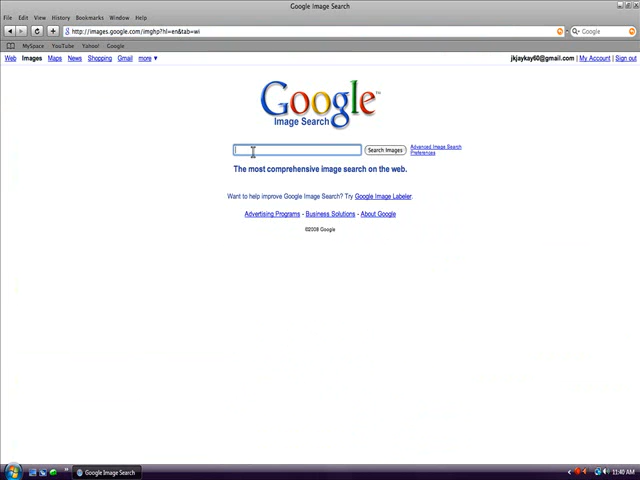 Google Image Search
File Edit View History Bookmarks Window Help
http://images.google.com/imghp?hl=en&tab=wi
Google
MySpace YouTube Yahoo! Google
Web Images Maps News Shopping Gmail more ▼
jkjaykay60@gmail.com | My Account | Sign out
Google™
Image Search
Search Images
Advanced Image Search
Preferences
The most comprehensive image search on the web.
Want to help improve Google Image Search? Try Google Image Labeler.
Advertising Programs - Business Solutions - About Google
©2008 Google
Google Image Search
11:40 AM